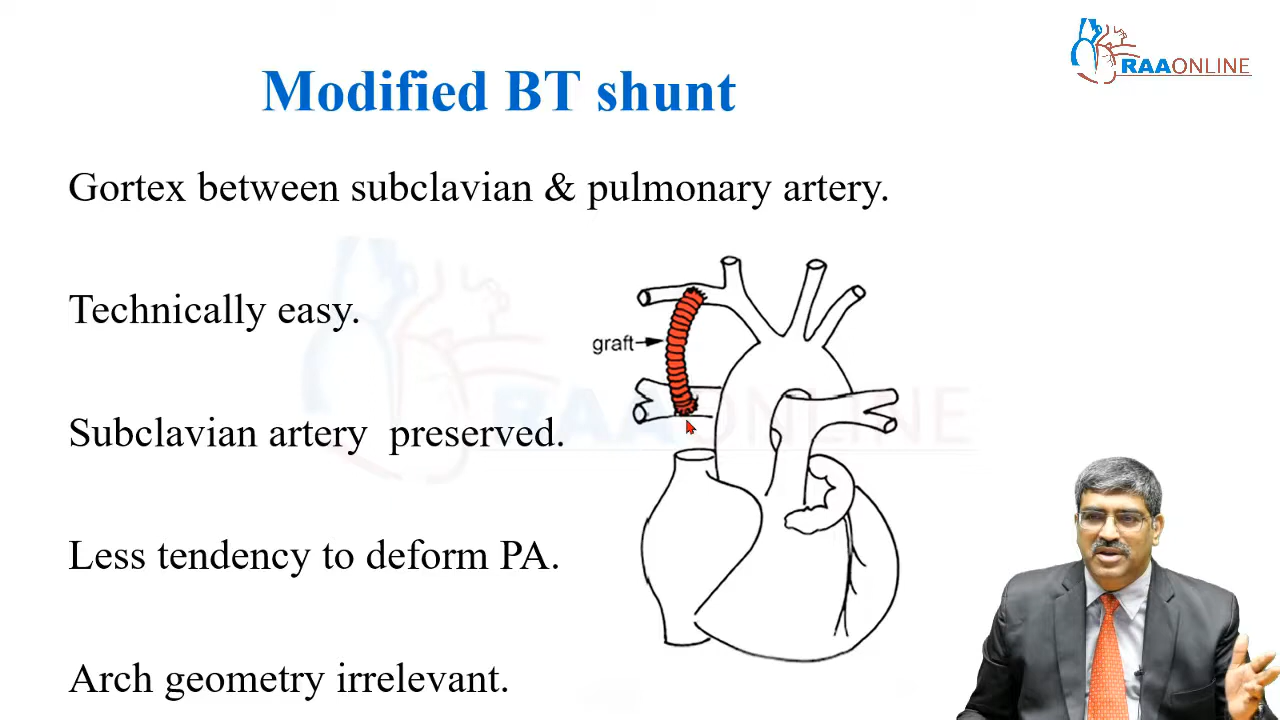 RAAONLINE
Modified BT shunt
Gortex between subclavian & pulmonary artery.
Technically easy.
graft
Subclavian artery preserved.
RAAONLINE
Less tendency to deform PA.
Arch geometry irrelevant.